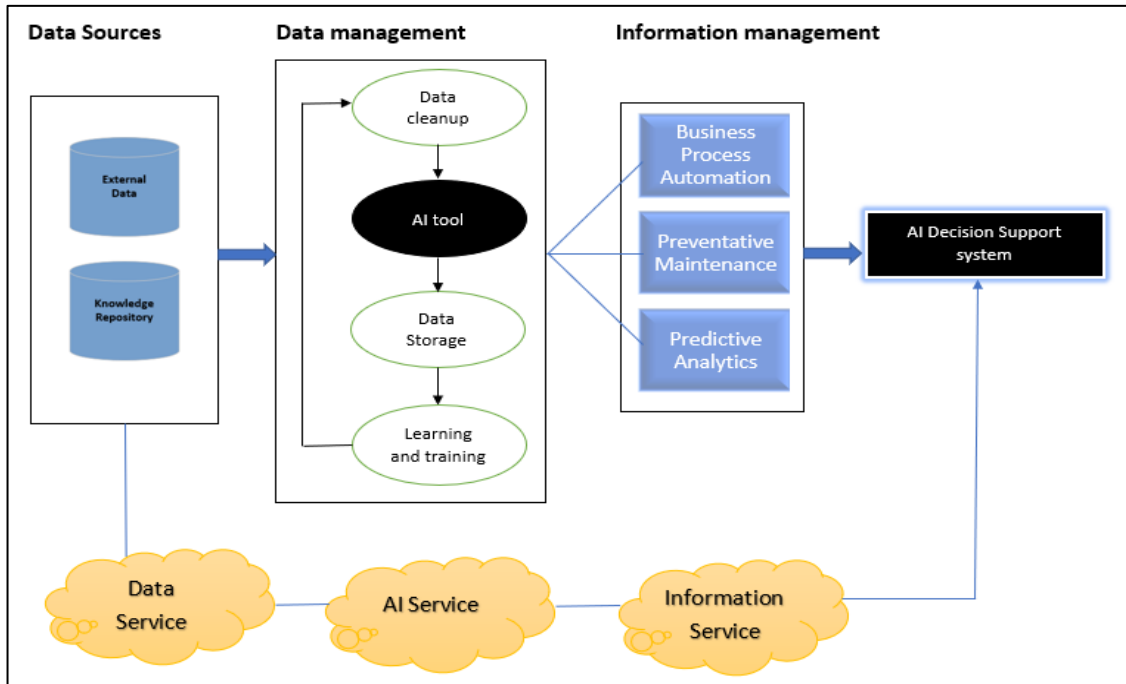 Data Sources
Data management
Information management
External
Data
Knowledge
Repository
Data
cleanup
AI tool
Data
Storage
Learning
and training
Business
Process
Automation
Preventative
Maintenance
Predictive
Analytics
AI Decision Support
system
Data
Service
AI Service
Information
Service